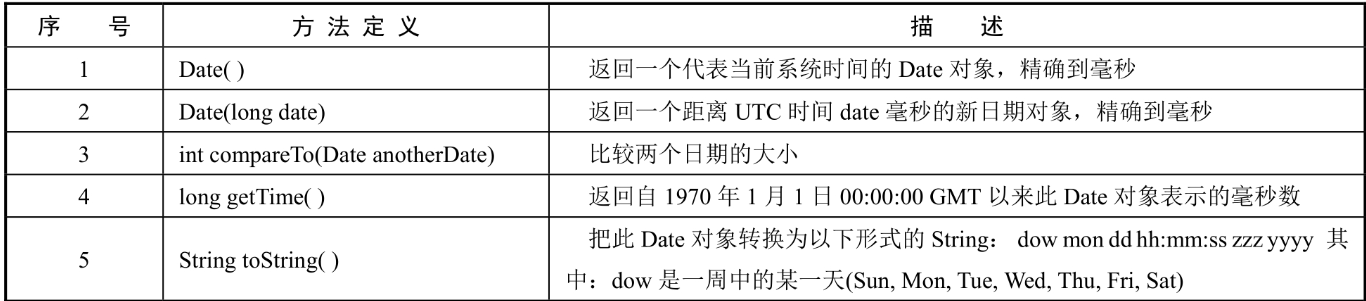 序 号 方 法 定 义 描 述
1 Date( ) 返回一个代表当前系统时间的 Date 对象，精确到毫秒
2 Date(long date) 返回一个距离 UTC 时间 date 毫秒的新日期对象，精确到毫秒
3 int compareTo(Date anotherDate) 比较两个日期的大小
4 long getTime( ) 返回自 1970 年 1 月 1 日 00:00:00 GMT 以来此 Date 对象表示的毫秒数
5 String toString( ) 把此 Date 对象转换为以下形式的 String： dow mon dd hh:mm:ss zzz yyyy 其
中：dow 是一周中的某一天(Sun, Mon, Tue, Wed, Thu, Fri, Sat)